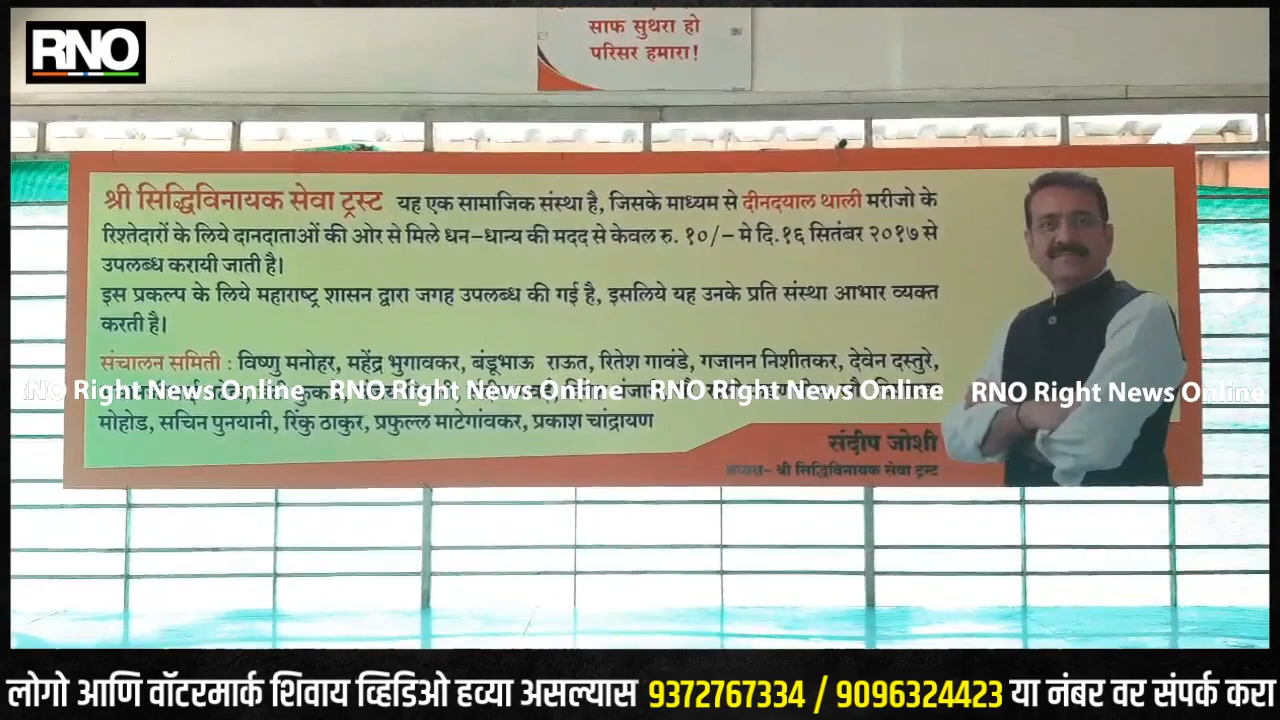 RNO
साफ सुथरा हो
परिसर हमारा!
श्री सिद्धिविनायक सेवा ट्रस्ट यह एक सामाजिक संस्था है, जिसके माध्यम से दीनदयाल थाली मरीजो के
रिश्तेदारों के लिये दानदाताओं की ओर से मिले धन-धान्य की मदद से केवल रु. १०/- मे दि.१६ सितंबर २०१७ से
उपलब्ध करायी जाती है।
इस प्रकल्प के लिये महाराष्ट्र शासन द्वारा जगह उपलब्ध की गई है, इसलिये यह उनके प्रति संस्था आभार व्यक्त
करती है।
संचालन समिती : विष्णु मनोहर, महेंद्र भुगावकर, बंडूभाऊ राऊत, रितेश गावंडे, गजानन निशीतकर, देवेन दस्तुरे,
RNO Right News Online RNO Right News Online RNO Right News Online RNO Right News Online
मोहोड, सचिन पुनयानी, रिंकु ठाकुर, प्रफुल्ल माटेगांवकर, प्रकाश चांद्रायण
संदीप जोशी
अध्यक्ष- श्री सिद्धिविनायक सेवा ट्रस्ट
लोगो आणि वॉटरमार्क शिवाय व्हिडिओ हव्या असल्यास 9372767334 / 9096324423 या नंबर वर संपर्क करा